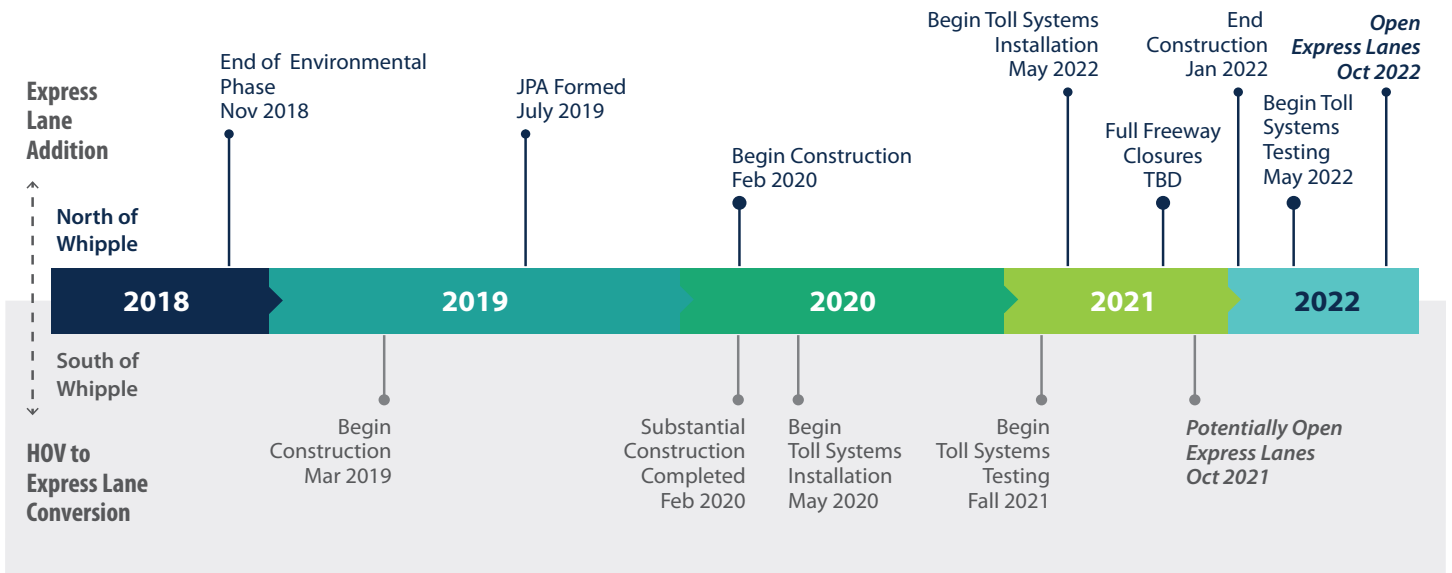 Express
Lane
Addition
North of
Whipple
End of Environmental
Phase
Nov 2018
JPA Formed
July 2019
Begin Construction
Feb 2020
Begin Toll Systems
Installation
May 2022
Full Freeway
Closures
TBD
End
Construction
Jan 2022
Begin Toll
Systems
Testing
May 2022
Open
Express Lanes
Oct 2022
2018
2019
2020
2021
2022
South of
Whipple
HOV to
Express Lane
Conversion
Begin
Construction
Mar 2019
Substantial
Construction
Completed
Feb 2020
Begin
Toll Systems
Installation
May 2020
Begin
Toll Systems
Testing
Fall 2021
Potentially Open
Express Lanes
Oct 2021